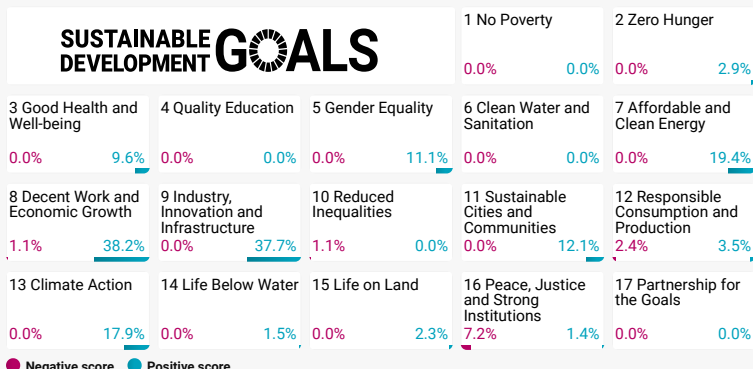 SUSTAINABLE
DEVELOPMENT GOALS
1 No Poverty
0.0% 0.0%
2 Zero Hunger
0.0% 2.9%
3 Good Health and
Well-being
0.0% 9.6%
4 Quality Education
0.0% 0.0%
5 Gender Equality
0.0% 11.1%
6 Clean Water and
Sanitation
0.0% 0.0%
7 Affordable and
Clean Energy
0.0% 19.4%
8 Decent Work and
Economic Growth
1.1% 38.2%
9 Industry,
Innovation and
Infrastructure
0.0% 37.7%
10 Reduced
Inequalities
1.1% 0.0%
11 Sustainable
Cities and
Communities
0.0% 12.1%
12 Responsible
Consumption and
Production
2.4% 3.5%
13 Climate Action
0.0% 17.9%
14 Life Below Water
0.0% 1.5%
15 Life on Land
0.0% 2.3%
16 Peace, Justice
and Strong
Institutions
7.2% 1.4%
17 Partnership for
the Goals
0.0% 0.0%
Negative score Positive score